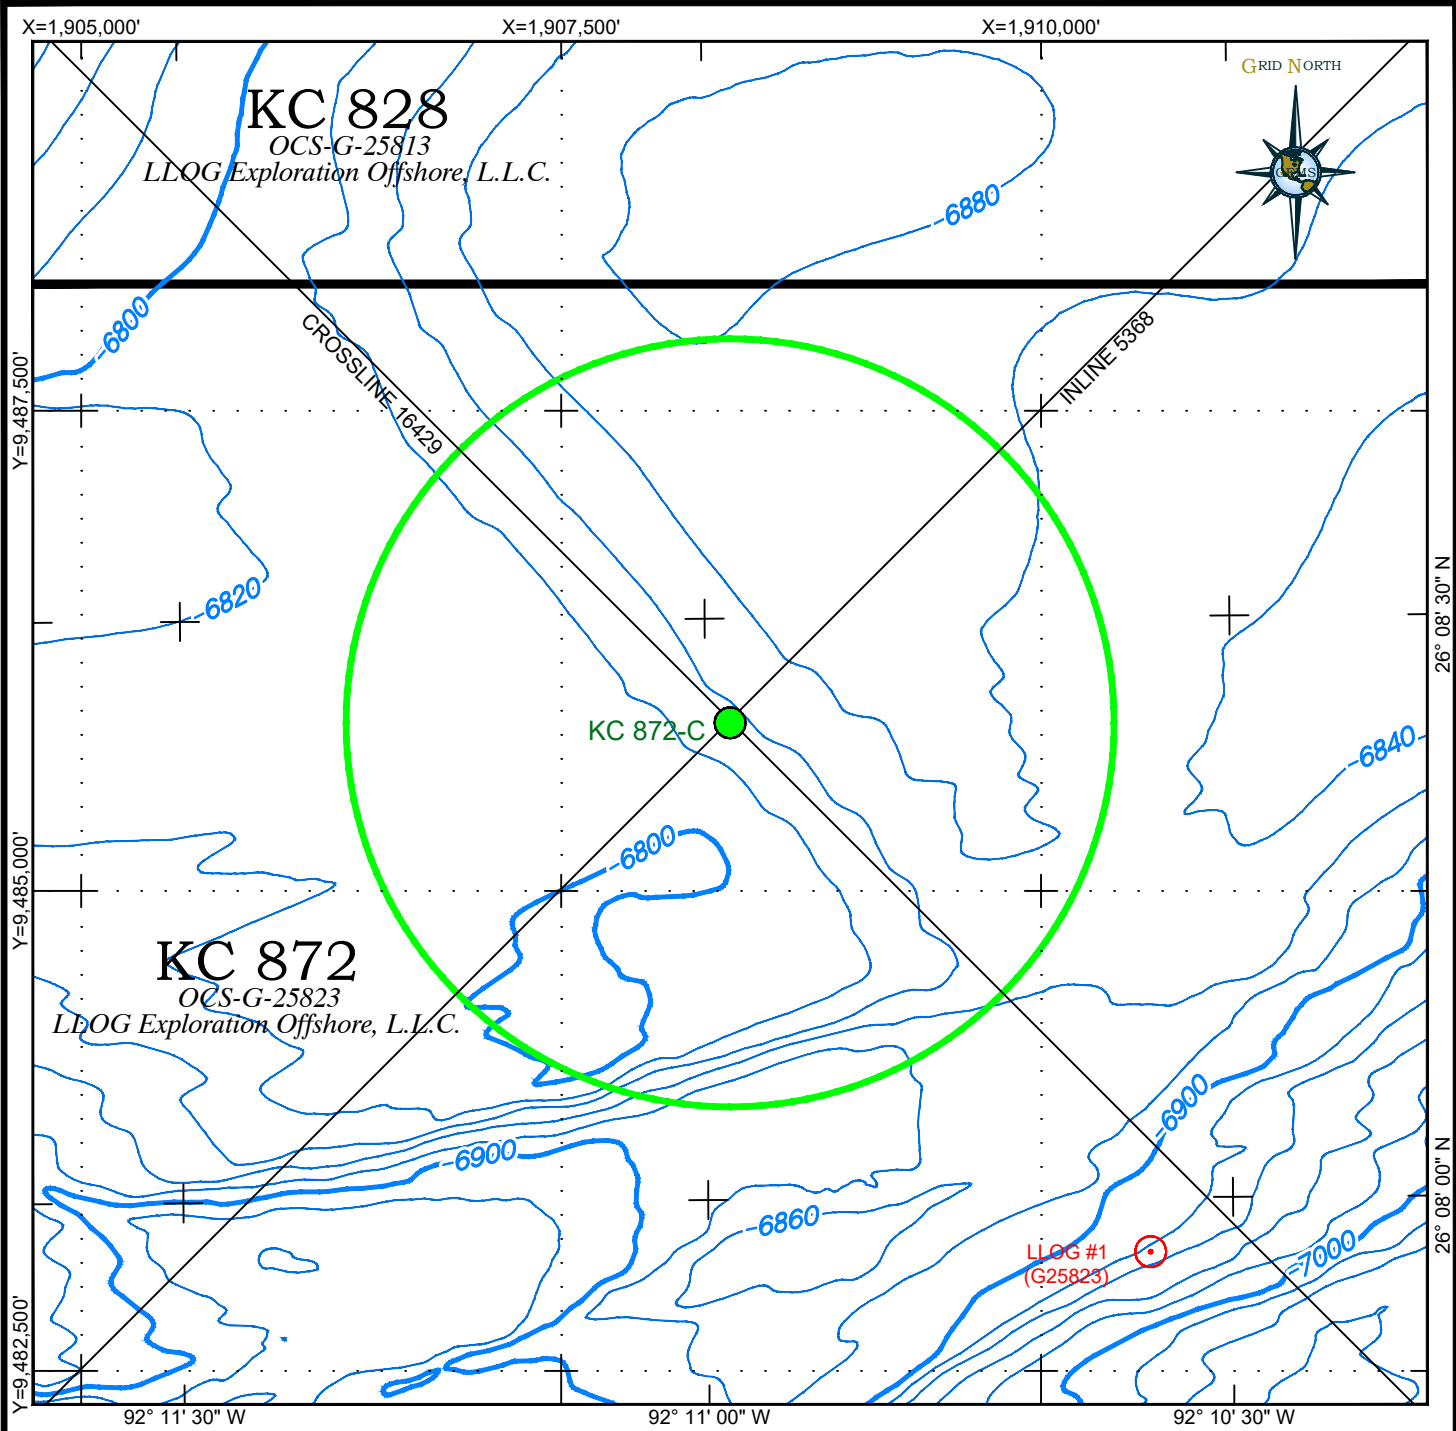 X=1,905,000'
X=1,907,500'
X=1,910,000'
GRID NORTH
KC 828
OCS-G-25813
LLOG Exploration Offshore, L.L.C.
GEMS
-6880
-6800
CROSSLINE 16429
INLINE 5368
Y=9,487,500'
-6820
26° 08' 30" N
KC 872-C
-6840
-6800
Y=9,485,000'
KC 872
OCS-G-25823
LLOG Exploration Offshore, L.L.C.
-6900
-6900
-6860
26° 08' 00" N
LLOG #1
(G25823)
-7000
Y=9,482,500'
92° 11' 30" W
92° 11' 00" W
92° 10' 30" W